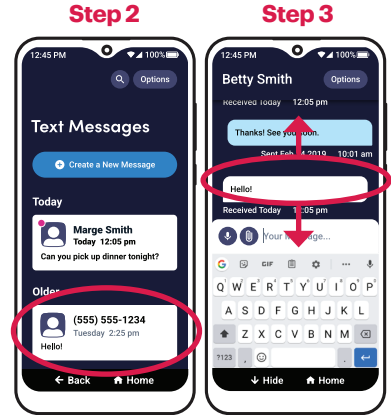 Step 2
12:45 PM 100%
Options
Text Messages
Create a New Message
Today
Marge Smith
Today 12:05 pm
Can you pick up dinner tonight?
Older
(555) 555-1234
Tuesday 2:25 pm
Hello!
Back Home
Step 3
12:45 PM 100%
Betty Smith Options
Received Today 12:05 pm
Thanks! See you soon.
Sent Feb 14 2019 10:01 am
Hello!
Received Today 12:05 pm
Your Message...
G GIF
Q W E R T Y U I O P
A S D F G H J K L
Z X C V B N M
?123 , .
Hide Home